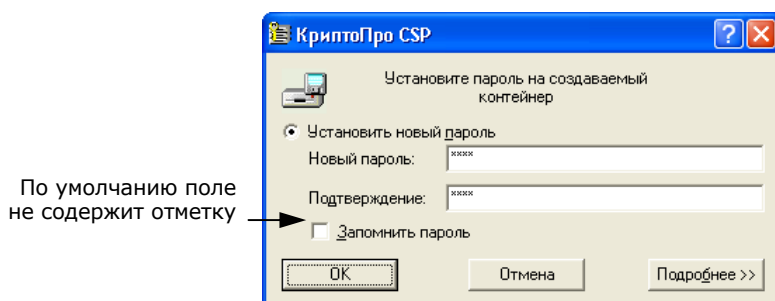 КриптоПро CSP
Установите пароль на создаваемый
контейнер
Установить новый пароль
Новый пароль: ****
Подтверждение: ****
По умолчанию поле
не содержит отметку
Запомнить пароль
OK Отмена Подробнее >>